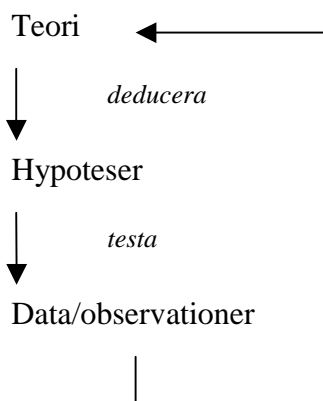 Teori
deducera
Hypoteser
testa
Data/observationer